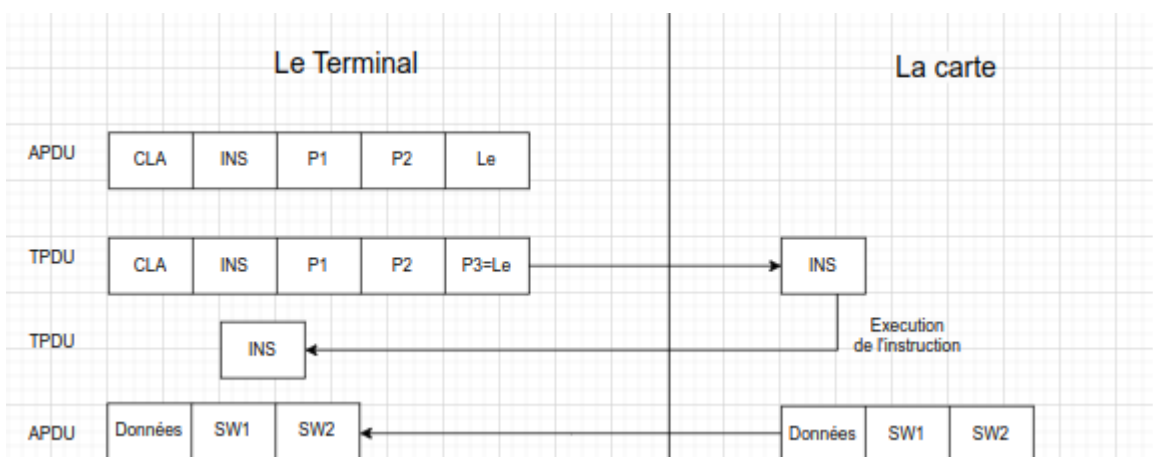 Le Terminal
La carte
APDU CLA INS P1 P2 Le
TPDU CLA INS P1 P2 P3=Le INS
Execution
de l'instruction
TPDU INS
APDU Données SW1 SW2 Données SW1 SW2